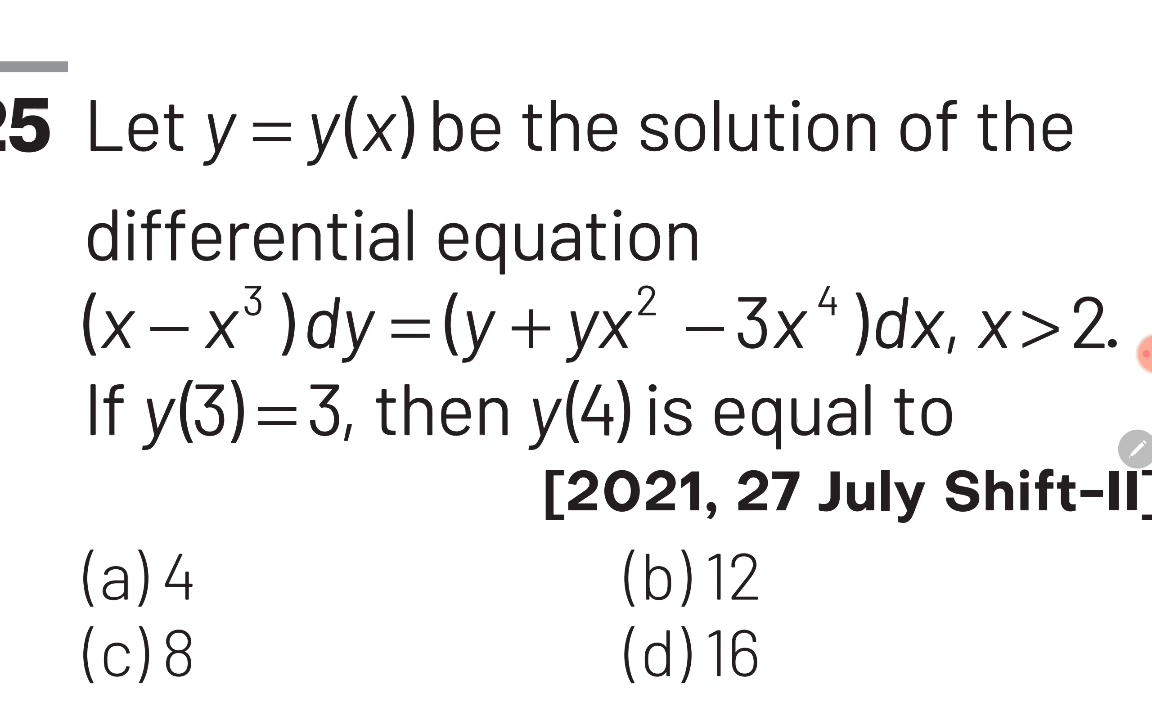 25 Let y = y(x) be the solution of the
differential equation
(x – x³) dy = (y + yx² – 3x⁴) dx, x > 2.
If y(3) = 3, then y(4) is equal to
[2021, 27 July Shift-II]
(a) 4 (b) 12
(c) 8 (d) 16